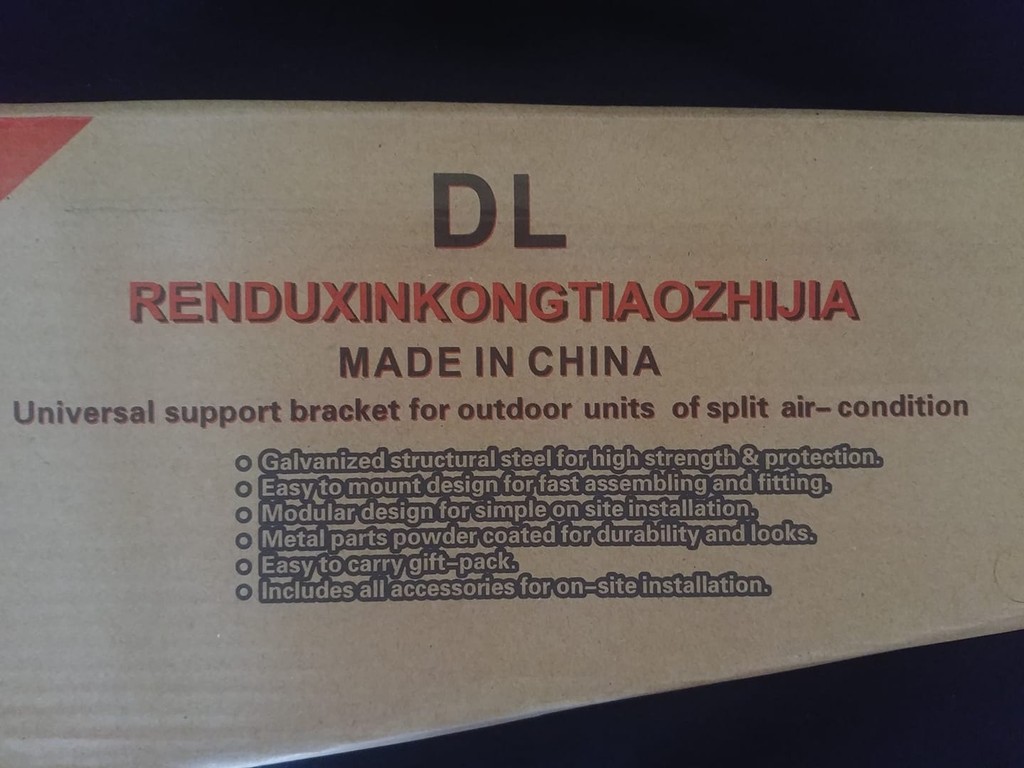 DL
RENDUXINKONGTIAOZHIJIA
MADE IN CHINA
Universal support bracket for outdoor units of split air-condition
Galvanized structural steel for high strength & protection.
Easy to mount design for fast assembling and fitting.
Modular design for simple on site installation.
Metal parts powder coated for durability and looks.
Easy to carry gift-pack.
Includes all accessories for on-site installation.